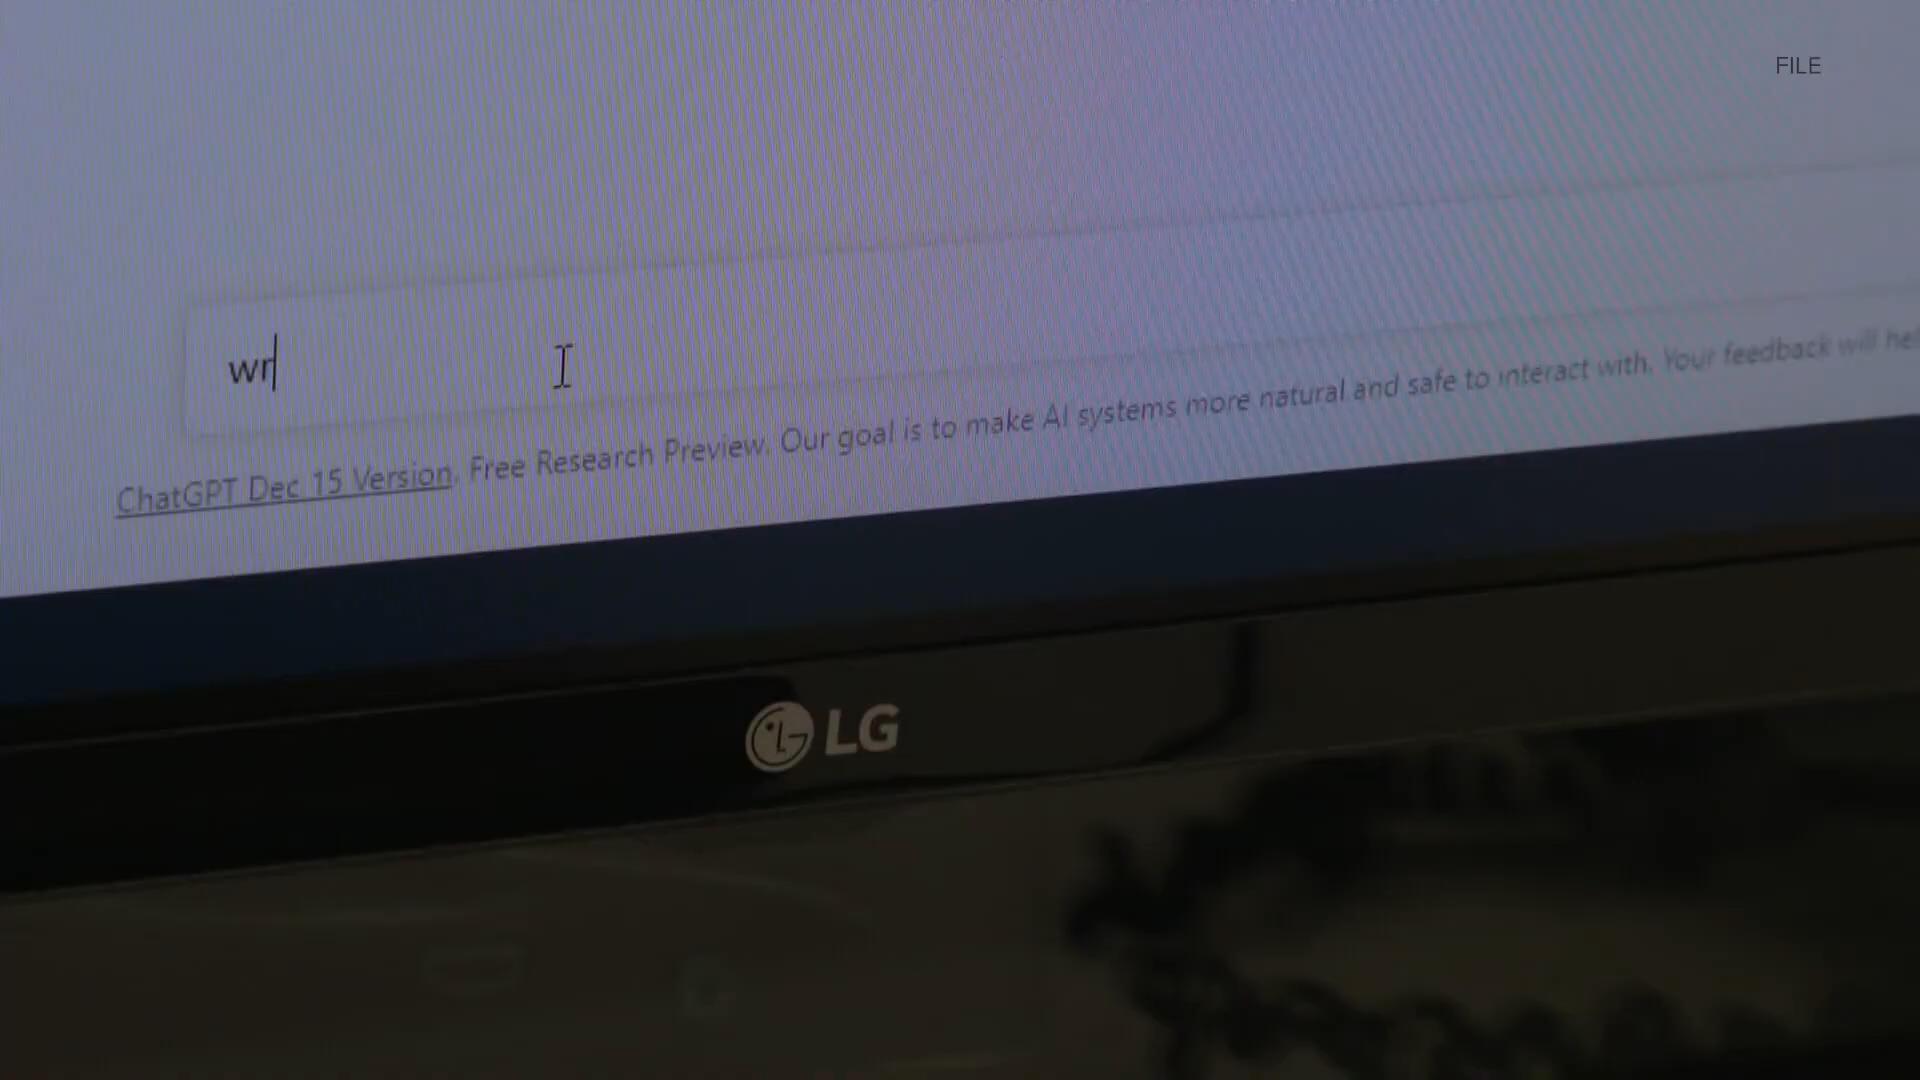 FILE
wr
ChatGPT Dec 15 Version. Free Research Preview. Our goal is to make AI systems more natural and safe to interact with. Your feedback will hel
LG